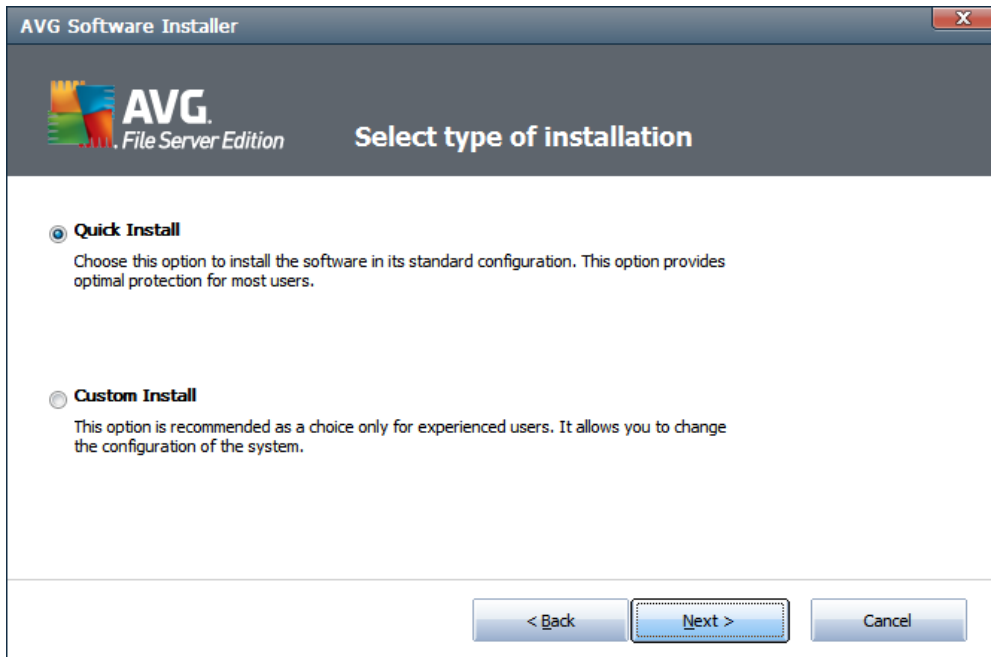 AVG Software Installer
X
AVG.
File Server Edition
Select type of installation
Quick Install
Choose this option to install the software in its standard configuration. This option provides
optimal protection for most users.
Custom Install
This option is recommended as a choice only for experienced users. It allows you to change
the configuration of the system.
< Back
Next >
Cancel